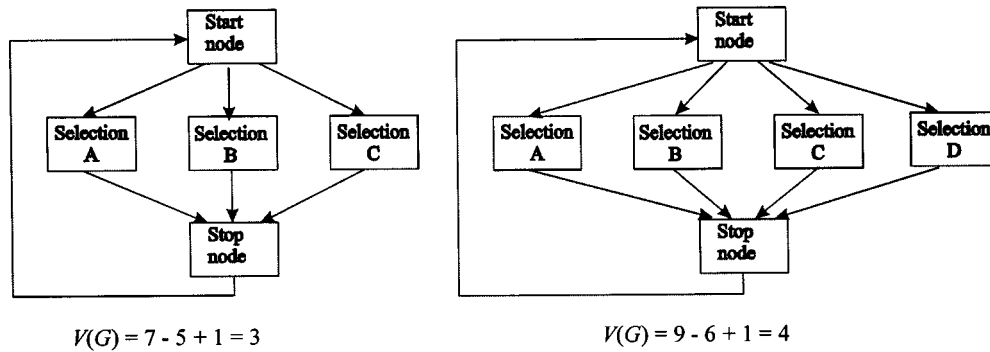 Start
node
Selection
A
Selection
B
Selection
C
Stop
node
V(G) = 7 - 5 + 1 = 3
Start
node
Selection
A
Selection
B
Selection
C
Selection
D
Stop
node
V(G) = 9 - 6 + 1 = 4